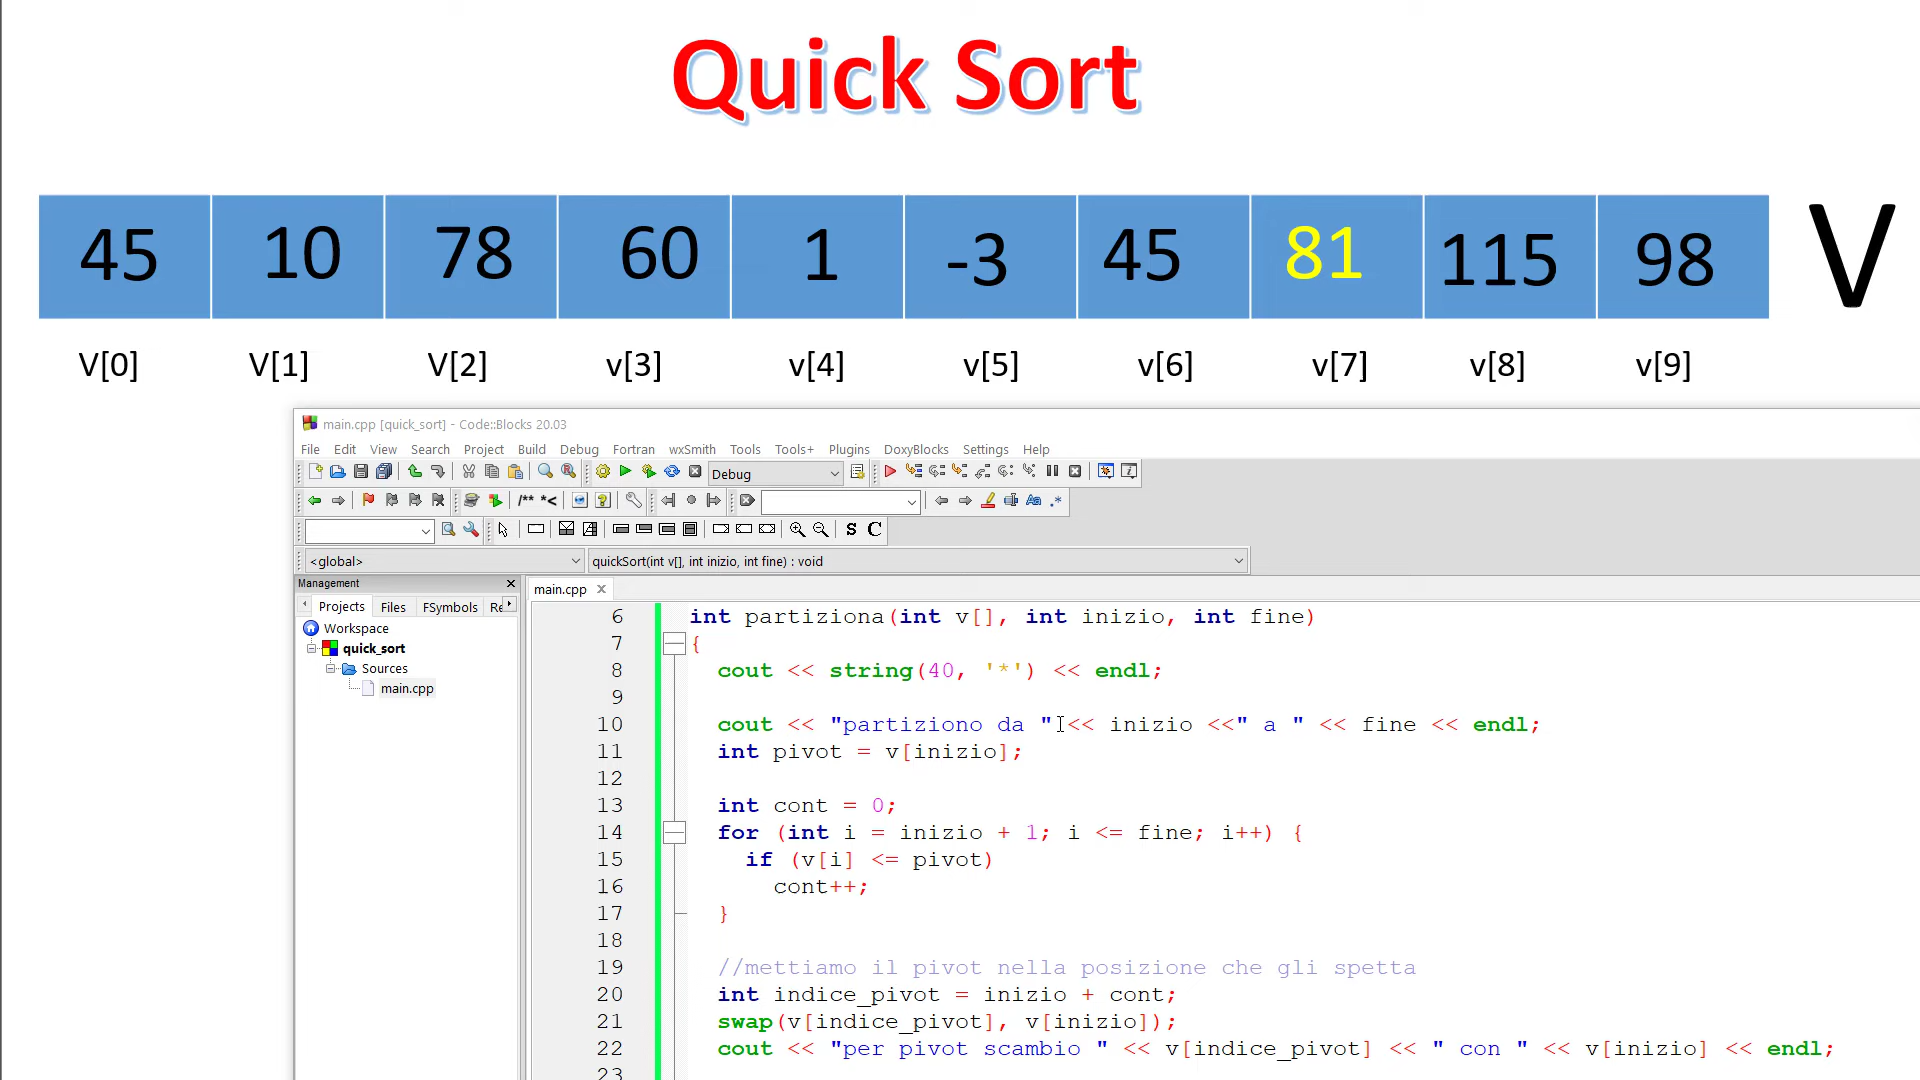 Quick Sort
45 10 78 60 1 -3 45 81 115 98 V
V[0] V[1] V[2] v[3] v[4] v[5] v[6] v[7] v[8] v[9]
main.cpp [quick_sort] - Code::Blocks 20.03
File Edit View Search Project Build Debug Fortran wxSmith Tools Tools+ Plugins DoxyBlocks Settings Help
Debug
/** *<
S C
<global> quickSort(int v[], int inizio, int fine) : void
Management
main.cpp
Projects Files FSymbols Re
Workspace
quick_sort
Sources
main.cpp
6 int partiziona(int v[], int inizio, int fine)
7 {
8 cout << string(40, '*') << endl;
9
10 cout << "partiziono da "<< inizio <<" a " << fine << endl;
11 int pivot = v[inizio];
12
13 int cont = 0;
14 for (int i = inizio + 1; i <= fine; i++) {
15 if (v[i] <= pivot)
16 cont++;
17 }
18
19 //mettiamo il pivot nella posizione che gli spetta
20 int indice_pivot = inizio + cont;
21 swap(v[indice_pivot], v[inizio]);
22 cout << "per pivot scambio " << v[indice_pivot] << " con " << v[inizio] << endl;
23